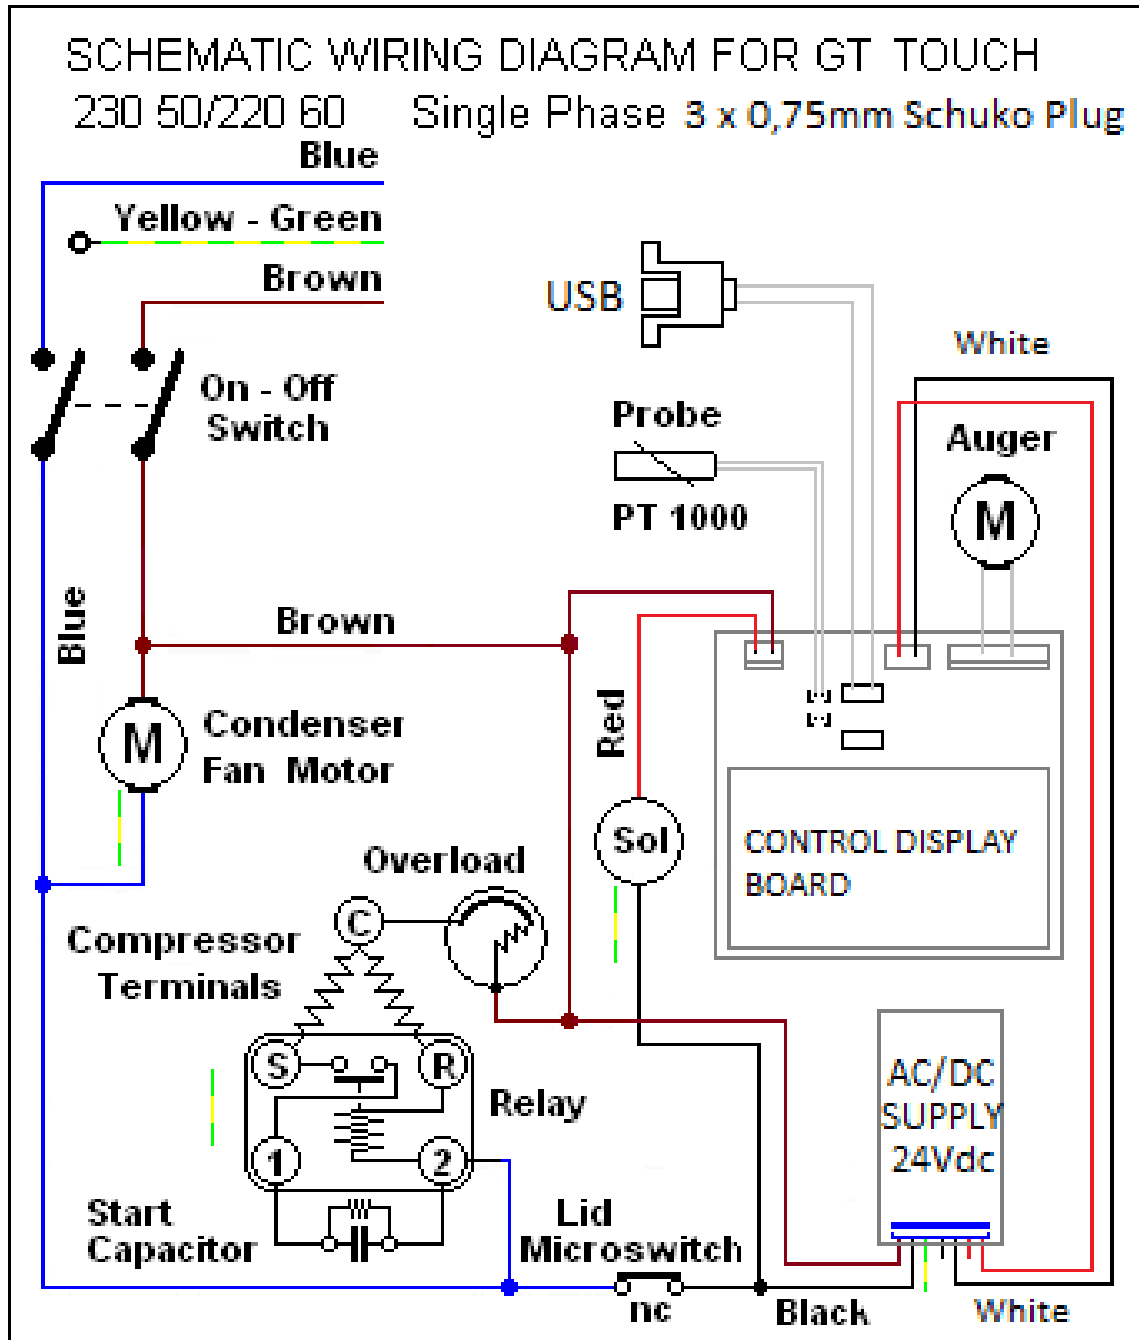 SCHEMATIC WIRING DIAGRAM FOR GT TOUCH
230 50/220 60 Single Phase 3 x 0,75mm Schuko Plug
Blue
Yellow - Green
Brown
USB
White
On - Off
Switch
Probe
Auger
M
PT 1000
Blue
Brown
Red
M
Condenser
Fan Motor
Sol
CONTROL DISPLAY
BOARD
Overload
C
Compressor
Terminals
S
R
Relay
AC/DC
SUPPLY
24Vdc
1
2
Start
Capacitor
Lid
Microswitch
nc
Black
White